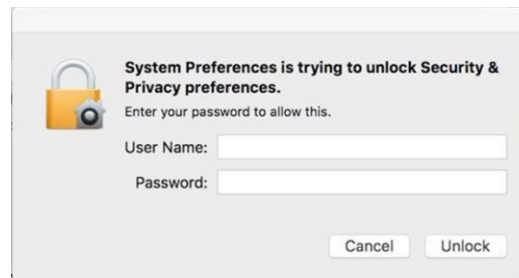 System Preferences is trying to unlock Security &
Privacy preferences.
Enter your password to allow this.
User Name:
Password:
Cancel
Unlock